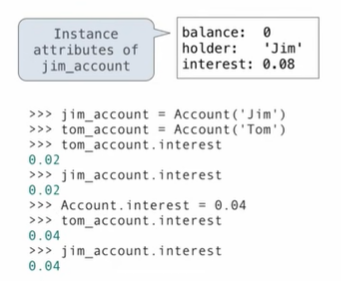 Instance
attributes of
jim_account
balance: 0
holder: 'Jim'
interest: 0.08
>>> jim_account = Account('Jim')
>>> tom_account = Account('Tom')
>>> tom_account.interest
0.02
>>> jim_account.interest
0.02
>>> Account.interest = 0.04
>>> tom_account.interest
0.04
>>> jim_account.interest
0.04